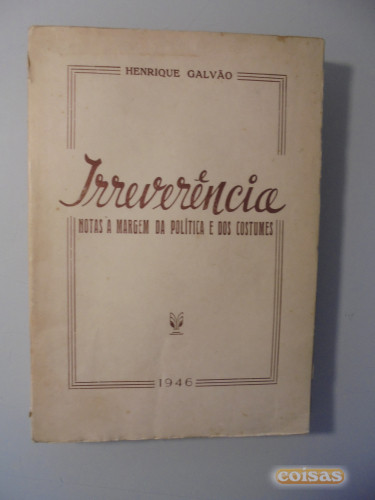 HENRIQUE GALVÃO
Irreverência
NOTAS À MARGEM DA POLÍTICA E DOS COSTUMES
1946
coisas